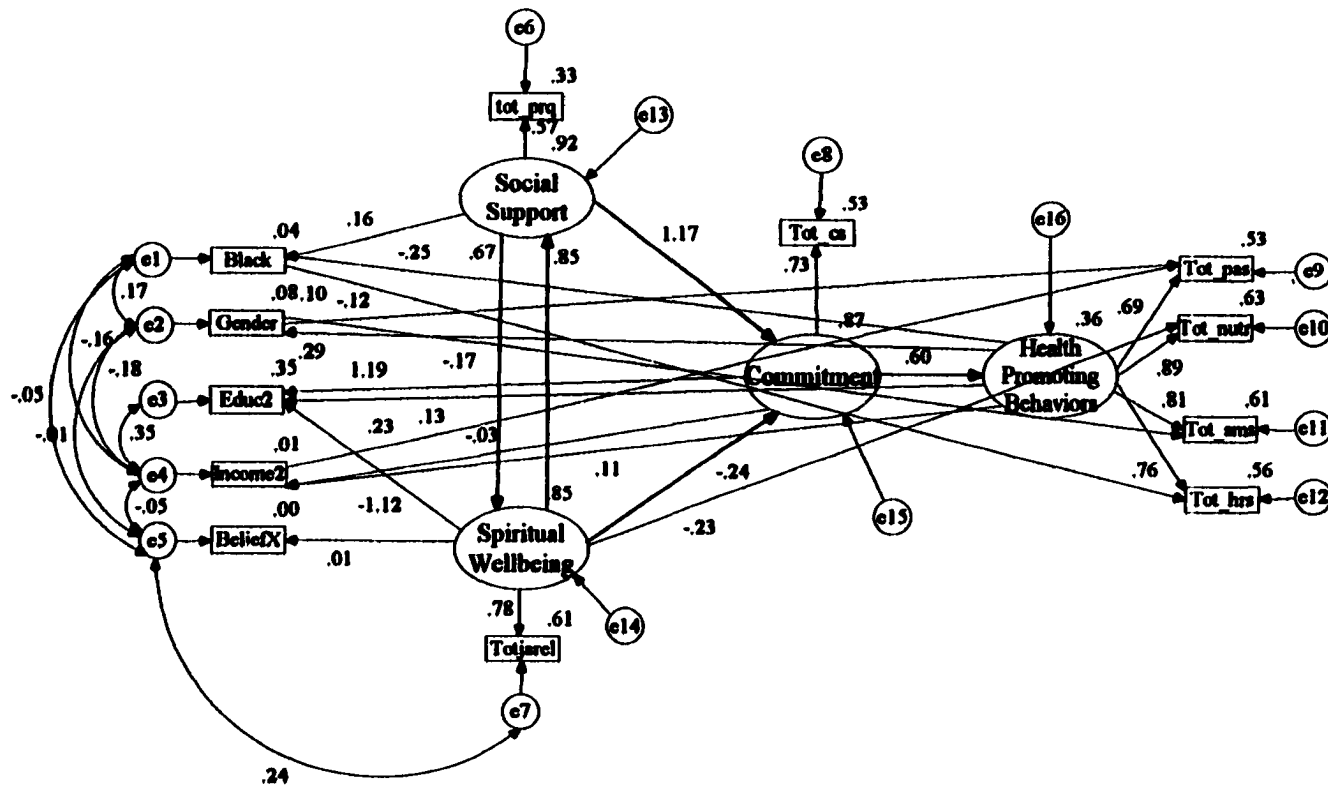 e6
.33
tot_prq
.57
e13
.92
e8
Social
Support
.53
Tot_cs
1.17
e16
.16
.04
.67
.85
-.25
.73
.53
e1
Black
Tot_pas
e9
.17
.08
.10
-.12
.69
.63
e2
Gender
.87
.36
Tot_nutr
e10
-.16
.29
-.17
.60
Health
Promoting
Behaviors
-.18
.35
1.19
Commitment
.89
-.05
e3
Educ2
.81
.61
.23
.13
-.03
Tot_sms
e11
-.01
.35
.01
e4
Income2
.11
-.24
.76
.56
-.05
-1.12
.85
Tot_hrs
e12
.00
e15
e5
BeliefX
Spiritual
Wellbeing
-.23
.01
.78
.61
e14
e7
.24